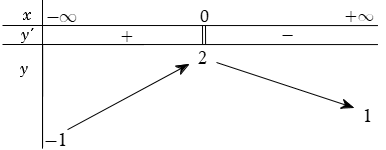 x −∞ 0 +∞
y′ + −
y 2
1
−1